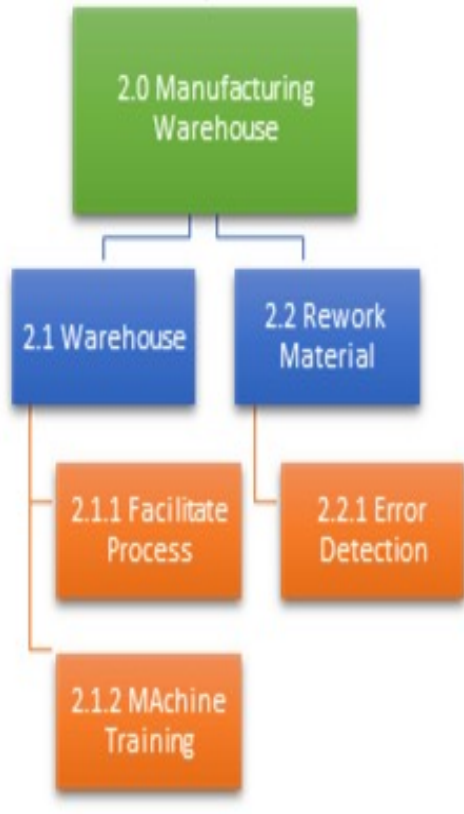 2.0 Manufacturing
Warehouse
2.1 Warehouse
2.2 Rework
Material
2.1.1 Facilitate
Process
2.2.1 Error
Detection
2.1.2 MAchine
Training